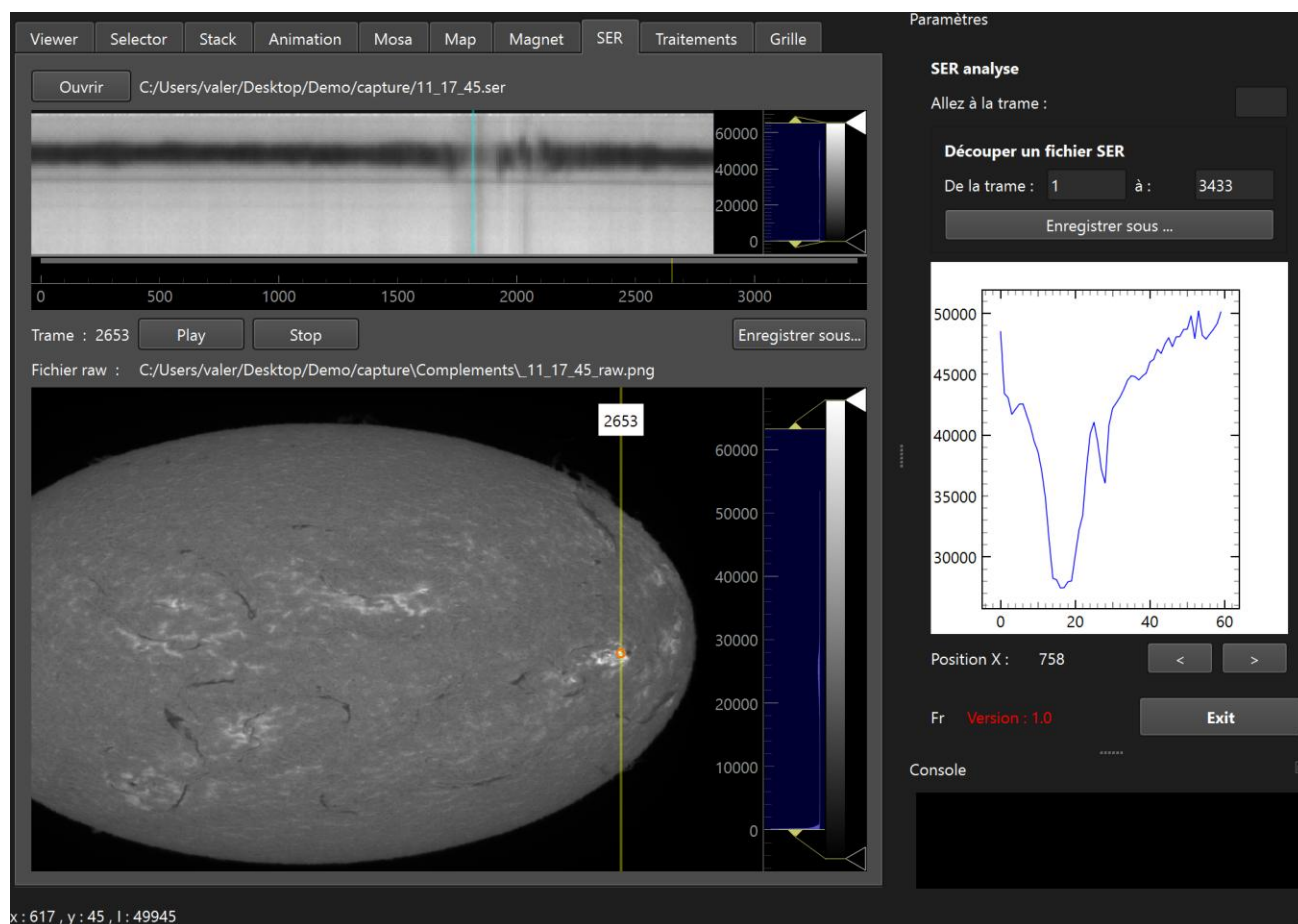 Paramètres
Viewer Selector Stack Animation Mosa Map Magnet SER Traitements Grille
SER analyse
Ouvrir C:/Users/valer/Desktop/Demo/capture/11_17_45.ser
Allez à la trame :
60000
40000
20000
0
Découper un fichier SER
De la trame : 1 à : 3433
Enregistrer sous ...
0 500 1000 1500 2000 2500 3000
Trame : 2653 Play Stop Enregistrer sous...
Fichier raw : C:/Users/valer/Desktop/Demo/capture\Complements\_11_17_45_raw.png
2653
60000
50000
40000
30000
20000
10000
0
50000
45000
40000
35000
30000
0 20 40 60
Position X : 758 < >
Fr Version : 1.0 Exit
Console
x : 617 , y : 45 , I : 49945